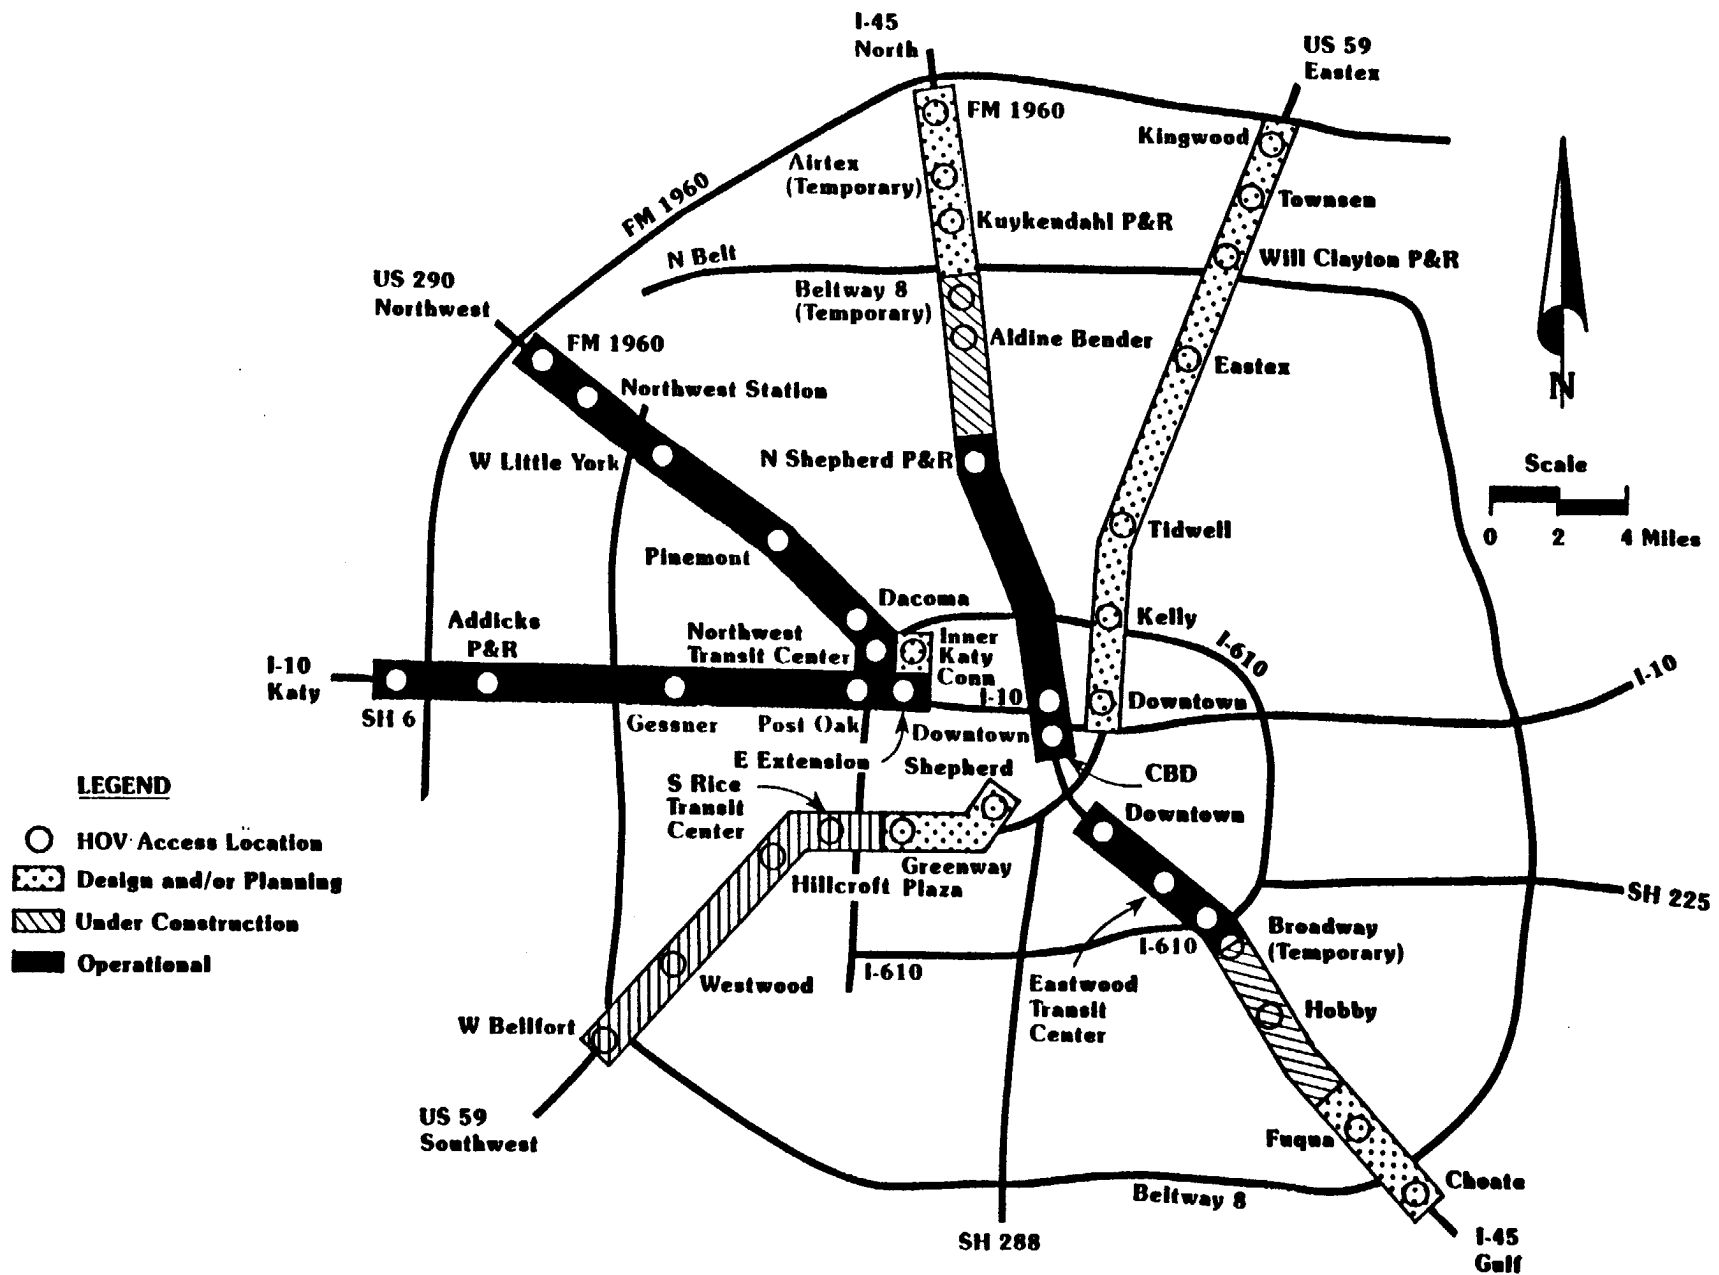 I-45
North
US 59
Eastex
FM 1960
Kingwood
Airtex
(Temporary)
FM 1960
Townsen
Kuykendahl P&R
N Belt
Will Clayton P&R
US 290
Northwest
Beltway 8
(Temporary)
Aldine Bender
FM 1960
Eastex
Northwest Station
N
W Little York
N Shepherd P&R
Scale
0 2 4 Miles
Tidwell
Pinemont
Dacoma
Addicks
P&R
Northwest
Transit Center
Inner
Katy
Conn
Kelly
I-610
I-10
Katy
I-10
I-10
SH 6
Gessner
Post Oak
Downtown
Downtown
E Extension
Shepherd
CBD
S Rice
Transit
Center
Downtown
LEGEND
HOV Access Location
Design and/or Planning
Under Construction
Operational
Hillcroft
Greenway
Plaza
SH 225
I-610
Broadway
(Temporary)
I-610
Westwood
Eastwood
Transit
Center
Hobby
W Bellfort
US 59
Southwest
Fuqua
Choate
Beltway 8
SH 288
I-45
Gulf